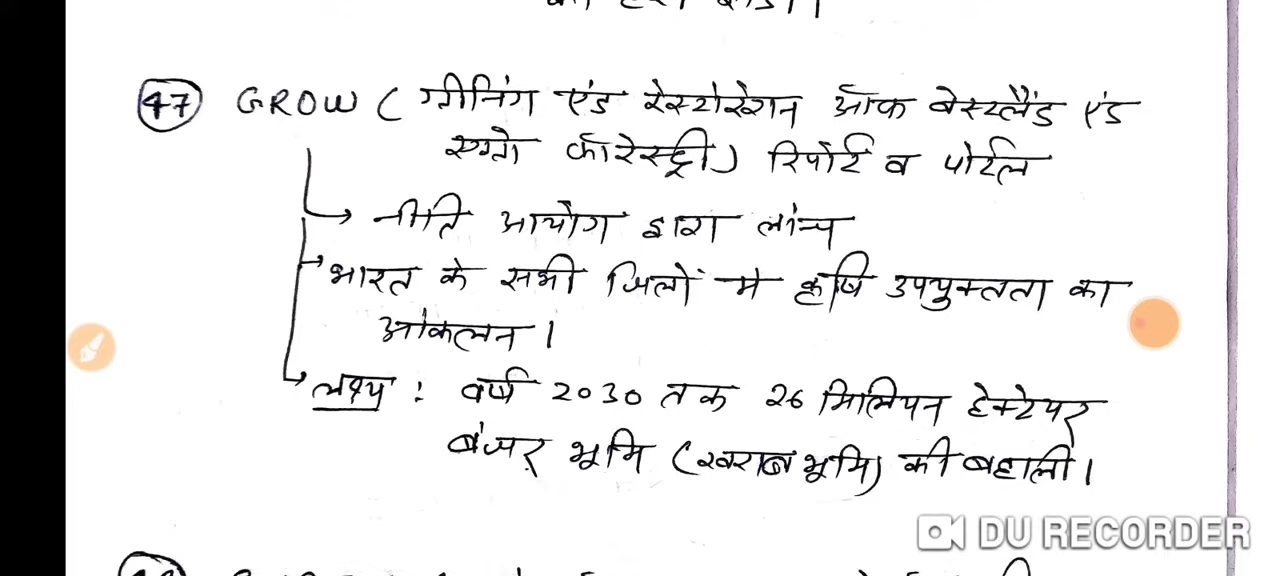 47 GROW ( ग्रीनिंग एंड रेस्टोरेशन ऑफ वेस्टलैंड एंड
एग्रो फॉरेस्ट्री) रिपोर्ट व पोर्टल
नीति आयोग द्वारा लांन्च
भारत के सभी जिलों में कृषि उपयुक्तता का
आंकलन।
लक्ष्य : वर्ष 2030 तक 26 मिलियन हेक्टेयर
बंजर भूमि (खराब भूमि) की बहाली।
DU RECORDER